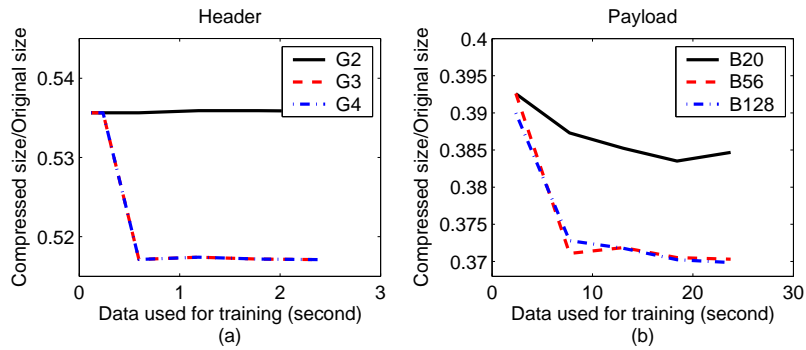 Header
Compressed size/Original size
0.54
0.53
0.52
0
1
2
3
G2
G3
G4
Data used for training (second)
(a)
Payload
Compressed size/Original size
0.4
0.395
0.39
0.385
0.38
0.375
0.37
0
10
20
30
B20
B56
B128
Data used for training (second)
(b)